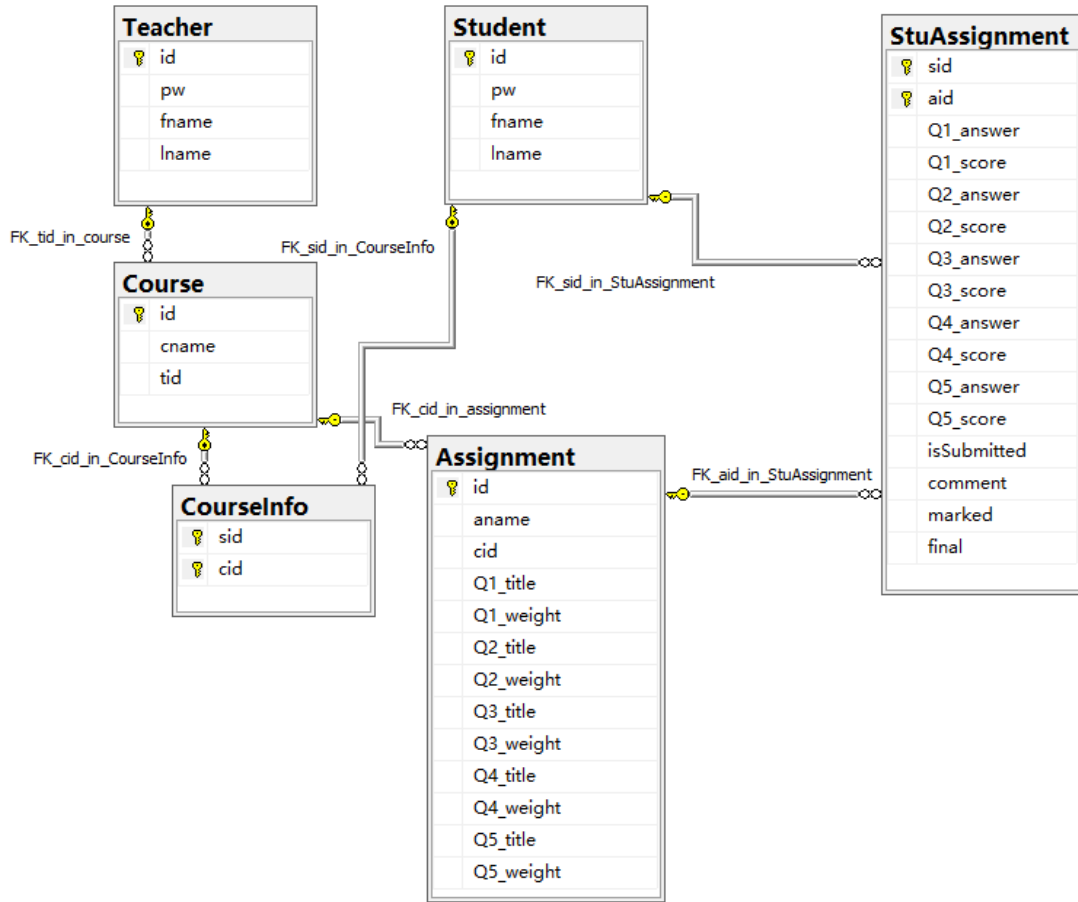 Teacher
id
pw
fname
lname
FK_tid_in_course
Course
id
cname
tid
FK_cid_in_CourseInfo
CourseInfo
sid
cid
Student
id
pw
fname
lname
FK_sid_in_CourseInfo
FK_sid_in_StuAssignment
FK_cid_in_assignment
Assignment
id
aname
cid
Q1_title
Q1_weight
Q2_title
Q2_weight
Q3_title
Q3_weight
Q4_title
Q4_weight
Q5_title
Q5_weight
FK_aid_in_StuAssignment
StuAssignment
sid
aid
Q1_answer
Q1_score
Q2_answer
Q2_score
Q3_answer
Q3_score
Q4_answer
Q4_score
Q5_answer
Q5_score
isSubmitted
comment
marked
final